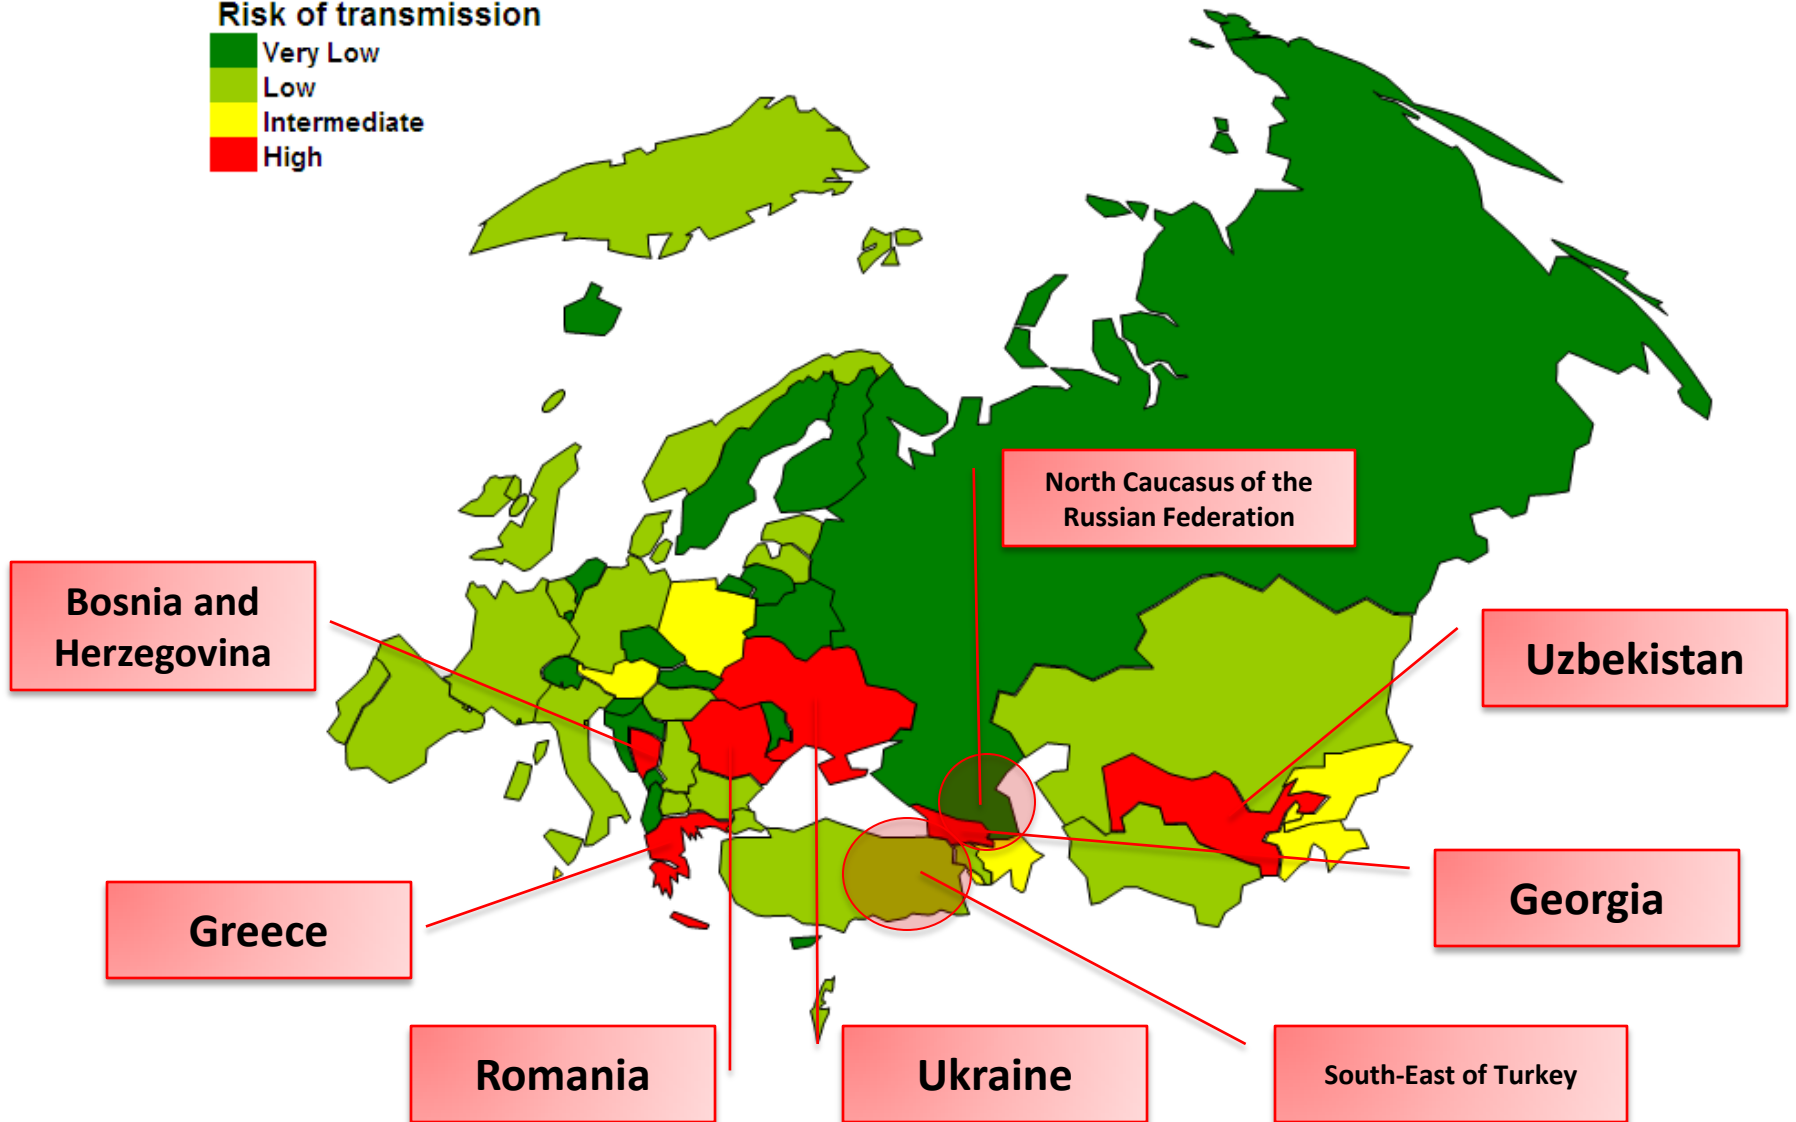 Risk of transmission
Very Low
Low
Intermediate
High
North Caucasus of the
Russian Federation
Bosnia and
Herzegovina
Uzbekistan
Greece
Georgia
Romania
Ukraine
South-East of Turkey